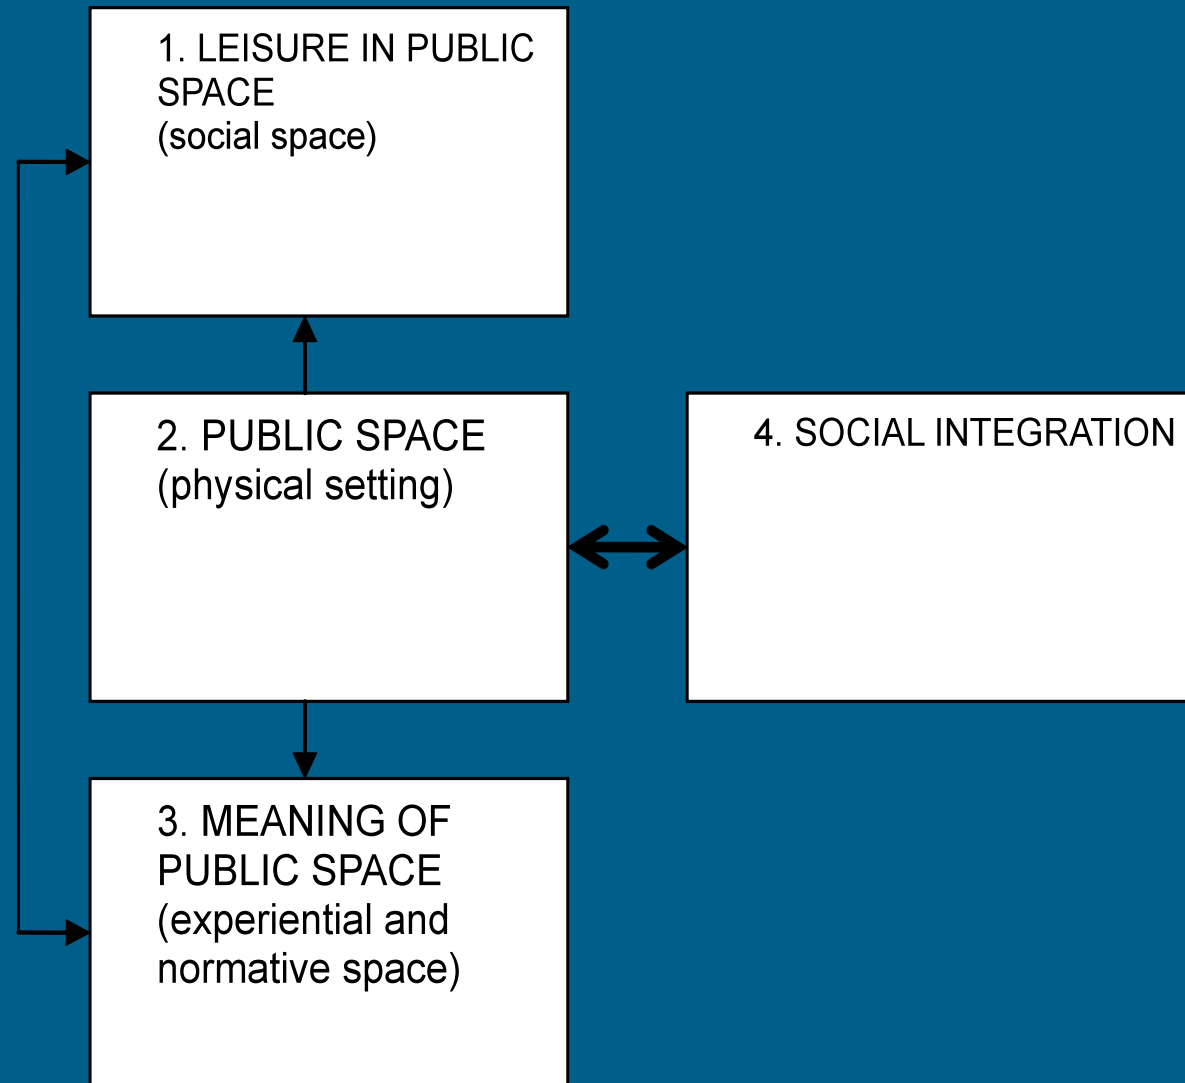 1. LEISURE IN PUBLIC
SPACE
(social space)
2. PUBLIC SPACE
(physical setting)
4. SOCIAL INTEGRATION
3. MEANING OF
PUBLIC SPACE
(experiential and
normative space)